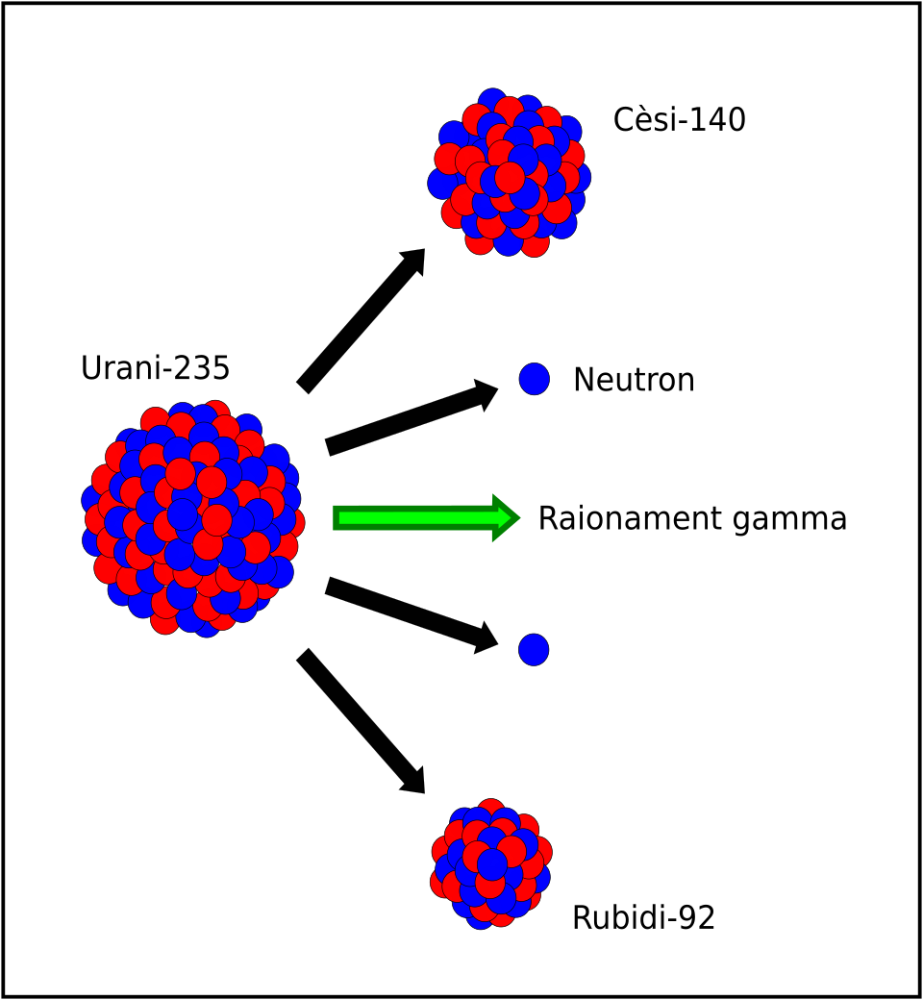 Cèsi-140
Urani-235
Neutron
Raionament gamma
Rubidi-92